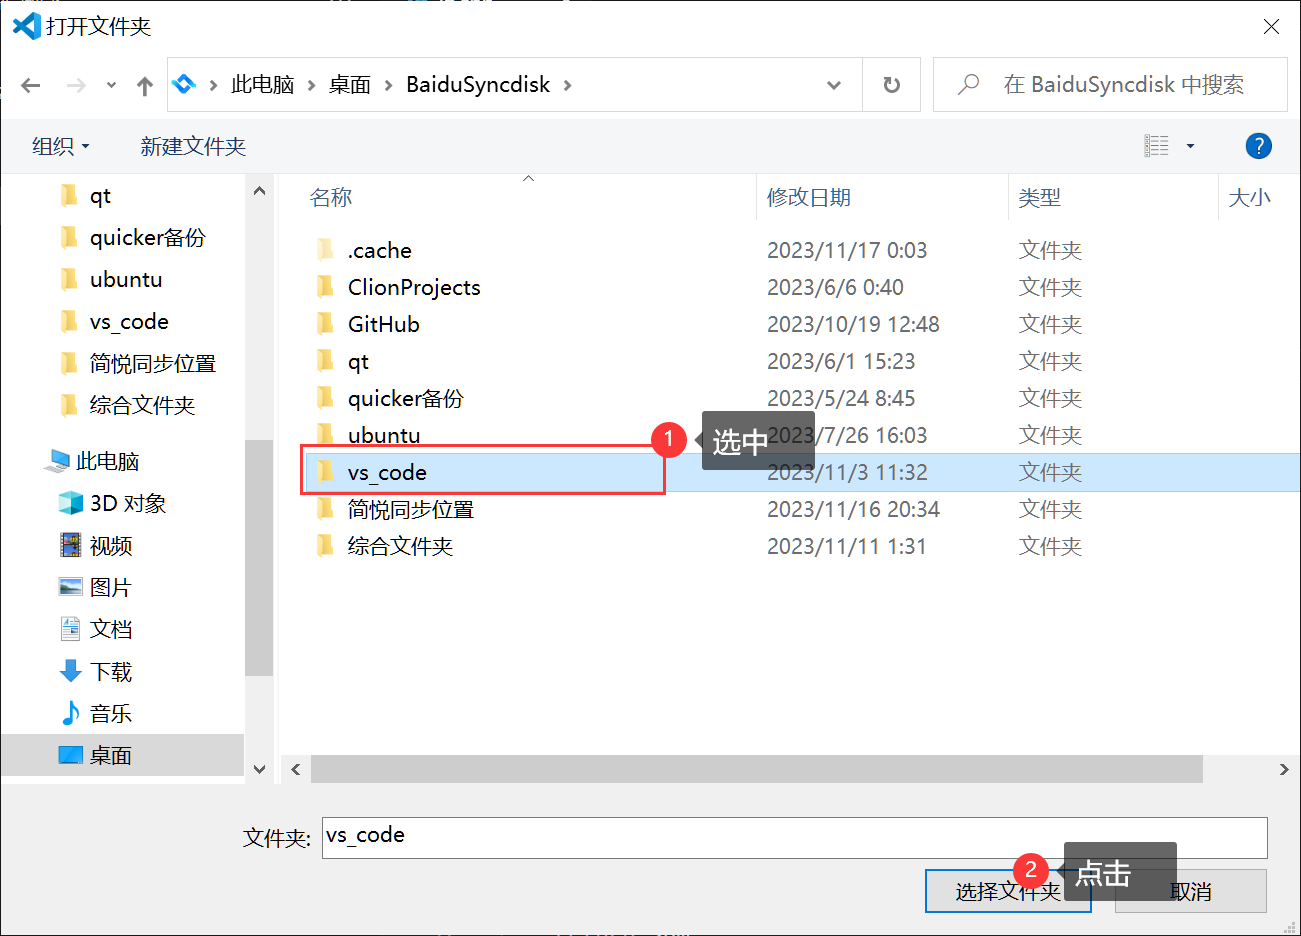 打开文件夹
此电脑 > 桌面 > BaiduSyncdisk >
在 BaiduSyncdisk 中搜索
组织
新建文件夹
?
qt
quicker备份
ubuntu
vs_code
简悦同步位置
综合文件夹
此电脑
3D 对象
视频
图片
文档
下载
音乐
桌面
名称 修改日期 类型 大小
.cache 2023/11/17 0:03 文件夹
ClionProjects 2023/6/6 0:40 文件夹
GitHub 2023/10/19 12:48 文件夹
qt 2023/6/1 15:23 文件夹
quicker备份 2023/5/24 8:45 文件夹
ubuntu 2023/7/26 16:03 文件夹
1 选中
vs_code 2023/11/3 11:32 文件夹
简悦同步位置 2023/11/16 20:34 文件夹
综合文件夹 2023/11/11 1:31 文件夹
文件夹: vs_code
2 点击
选择文件夹 取消